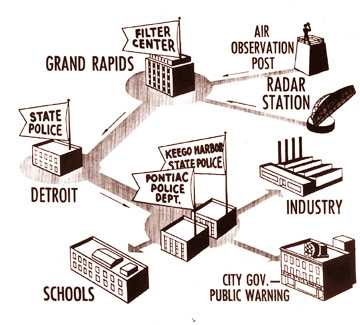 FILTER
CENTER
GRAND RAPIDS
AIR
OBSERVATION
POST
RADAR
STATION
STATE
POLICE
DETROIT
KEEGO HARBOR
STATE POLICE
PONTIAC
POLICE
DEPT.
INDUSTRY
SCHOOLS
CITY GOV.—
PUBLIC WARNING